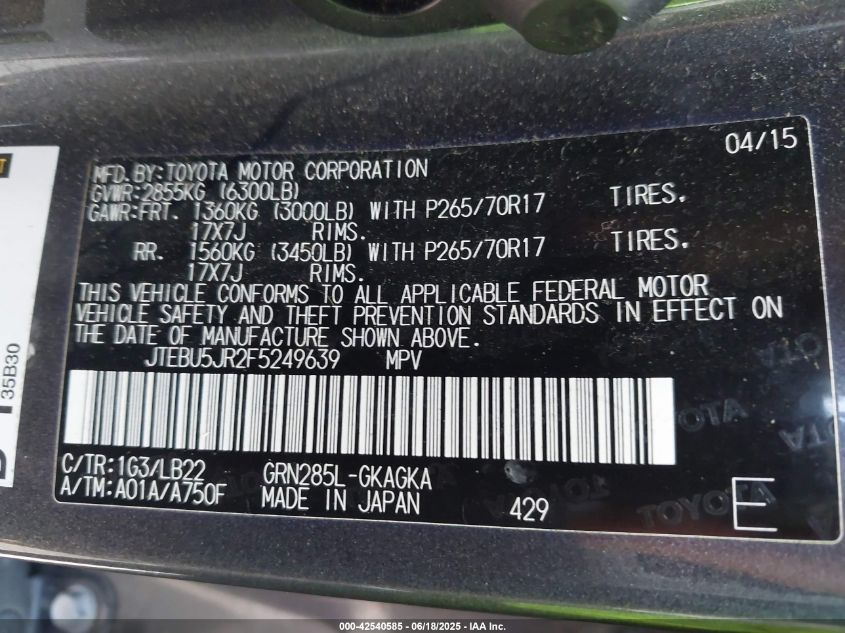 04/15
MFD. BY:TOYOTA MOTOR CORPORATION
GVWR:2855KG (6300LB)
GAWR:FRT. 1360KG (3000LB) WITH P265/70R17 TIRES.
17X7J RIMS.
RR. 1560KG (3450LB) WITH P265/70R17 TIRES.
17X7J RIMS.
THIS VEHICLE CONFORMS TO ALL APPLICABLE FEDERAL MOTOR
VEHICLE SAFETY AND THEFT PREVENTION STANDARDS IN EFFECT ON
THE DATE OF MANUFACTURE SHOWN ABOVE.
JTEBU5JR2F5249639 MPV
C/TR:1G3/LB22 GRN285L-GKAGKA
A/TM:A01A/A750F MADE IN JAPAN 429 E
35B30
TOYOTA
000-42540585 - 06/18/2025 - IAA Inc.